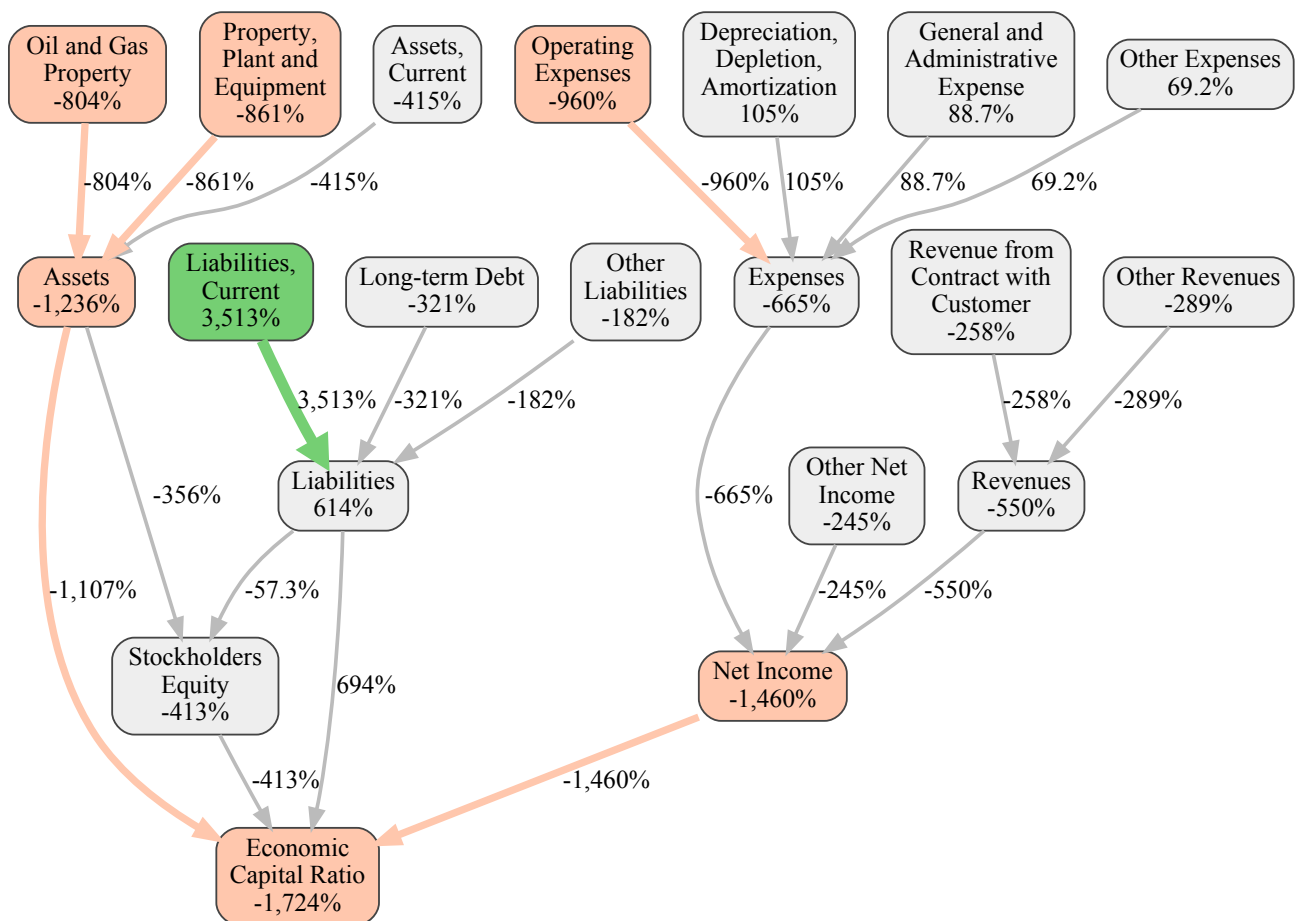 Oil and Gas
Property
-804%
Property,
Plant and
Equipment
-861%
Assets,
Current
-415%
Operating
Expenses
-960%
Depreciation,
Depletion,
Amortization
105%
General and
Administrative
Expense
88.7%
Other Expenses
69.2%
-804%
-861%
-415%
-960%
105%
88.7%
69.2%
Assets
-1,236%
Liabilities,
Current
3,513%
Long-term Debt
-321%
Other
Liabilities
-182%
Expenses
-665%
Revenue from
Contract with
Customer
-258%
Other Revenues
-289%
3,513%
-321%
-182%
-258%
-289%
-356%
Liabilities
614%
-665%
Other Net
Income
-245%
Revenues
-550%
-1,107%
-57.3%
-245%
-550%
Stockholders
Equity
-413%
694%
Net Income
-1,460%
-413%
-1,460%
Economic
Capital Ratio
-1,724%